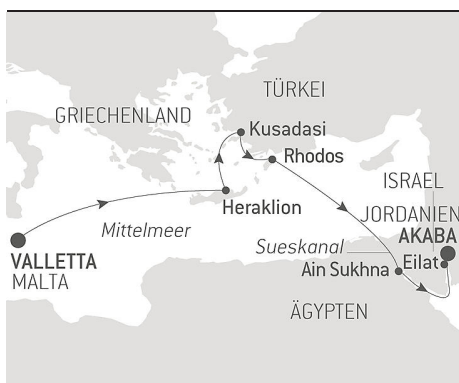 TÜRKEI
GRIECHENLAND
Kusadasi
Rhodos
ISRAEL
Heraklion
JORDANIEN
Mittelmeer
AKABA
Sueskanal
VALLETTA
Eilat
Ain Sukhna
MALTA
ÄGYPTEN